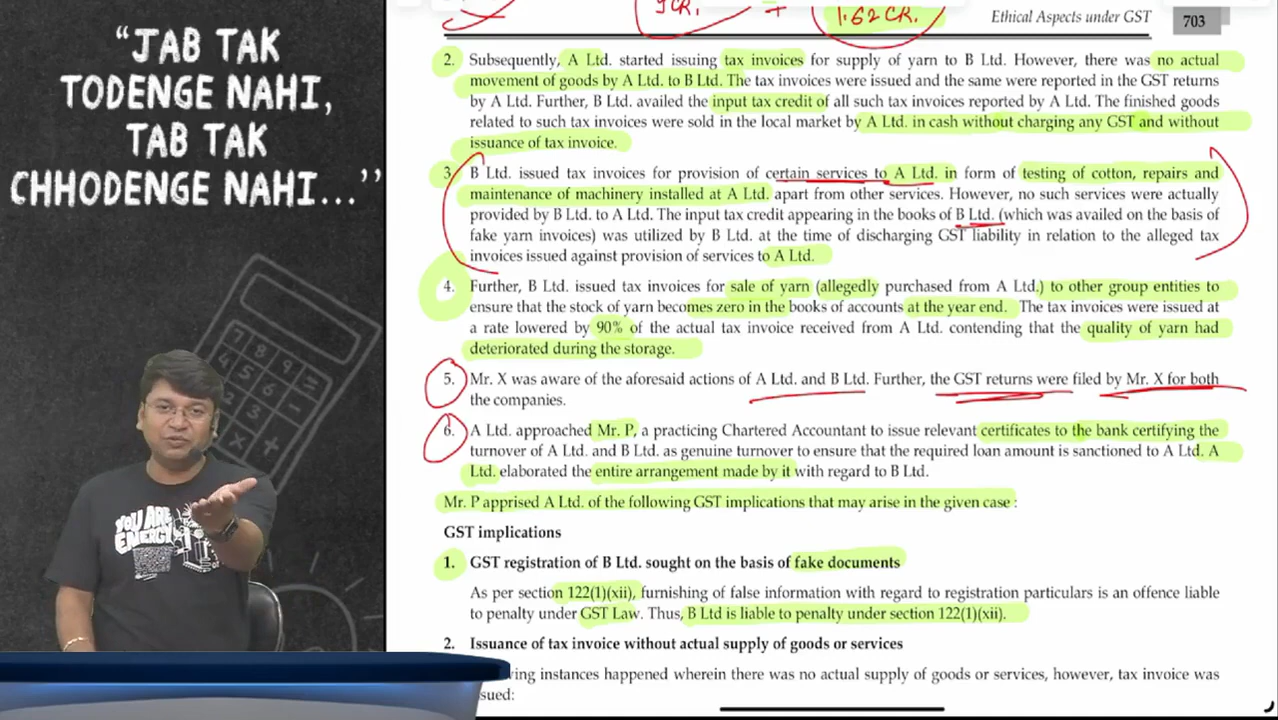 “JAB TAK
TODENGE NAHI,
TAB TAK
CHHODENGE NAHI...’’
9CR. + 1.62 CR.
Ethical Aspects under GST 703
2. Subsequently, A Ltd. started issuing tax invoices for supply of yarn to B Ltd. However, there was no actual
movement of goods by A Ltd. to B Ltd. The tax invoices were issued and the same were reported in the GST returns
by A Ltd. Further, B Ltd. availed the input tax credit of all such tax invoices reported by A Ltd. The finished goods
related to such tax invoices were sold in the local market by A Ltd. in cash without charging any GST and without
issuance of tax invoice.
3. B Ltd. issued tax invoices for provision of certain services to A Ltd. in form of testing of cotton, repairs and
maintenance of machinery installed at A Ltd. apart from other services. However, no such services were actually
provided by B Ltd. to A Ltd. The input tax credit appearing in the books of B Ltd. (which was availed on the basis of
fake yarn invoices) was utilized by B Ltd. at the time of discharging GST liability in relation to the alleged tax
invoices issued against provision of services to A Ltd.
4. Further, B Ltd. issued tax invoices for sale of yarn (allegedly purchased from A Ltd.) to other group entities to
ensure that the stock of yarn becomes zero in the books of accounts at the year end. The tax invoices were issued at
a rate lowered by 90% of the actual tax invoice received from A Ltd. contending that the quality of yarn had
deteriorated during the storage.
5. Mr. X was aware of the aforesaid actions of A Ltd. and B Ltd. Further, the GST returns were filed by Mr. X for both
the companies.
6. A Ltd. approached Mr. P, a practicing Chartered Accountant to issue relevant certificates to the bank certifying the
turnover of A Ltd. and B Ltd. as genuine turnover to ensure that the required loan amount is sanctioned to A Ltd. A
Ltd. elaborated the entire arrangement made by it with regard to B Ltd.
Mr. P apprised A Ltd. of the following GST implications that may arise in the given case :
GST implications
1. GST registration of B Ltd. sought on the basis of fake documents
As per section 122(1)(xii), furnishing of false information with regard to registration particulars is an offence liable
to penalty under GST Law. Thus, B Ltd is liable to penalty under section 122(1)(xii).
2. Issuance of tax invoice without actual supply of goods or services
ving instances happened wherein there was no actual supply of goods or services, however, tax invoice was
sued:
YOU ARE
ENERGY
7 8 9
4 5 6
2 3